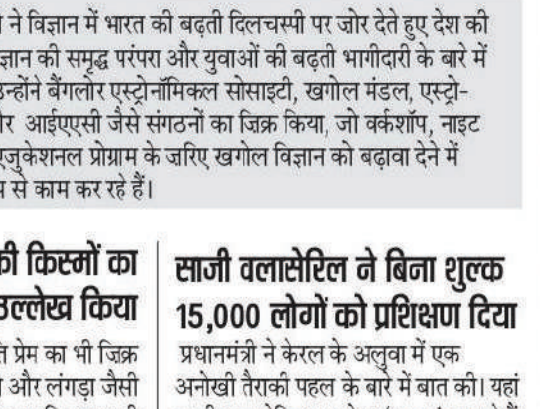 ने विज्ञान में भारत की बढ़ती दिलचस्पी पर जोर देते हुए देश की
ज्ञान की समृद्ध परंपरा और युवाओं की बढ़ती भागीदारी के बारे में
उन्होंने बैंगलोर एस्ट्रोनॉमिकल सोसाइटी, खगोल मंडल, एस्ट्रो-
र आईएएसी जैसे संगठनों का जिक्र किया, जो वर्कशॉप, नाइट
एजुकेशनल प्रोग्राम के जरिए खगोल विज्ञान को बढ़ावा देने में
से काम कर रहे हैं।
की किस्मों का
उल्लेख किया
प्रेम का भी जिक्र
और लंगड़ा जैसी
साजी वलासेरिल ने बिना शुल्क
15,000 लोगों को प्रशिक्षण दिया
प्रधानमंत्री ने केरल के अलुवा में एक
अनोखी तैराकी पहल के बारे में बात की। यहां